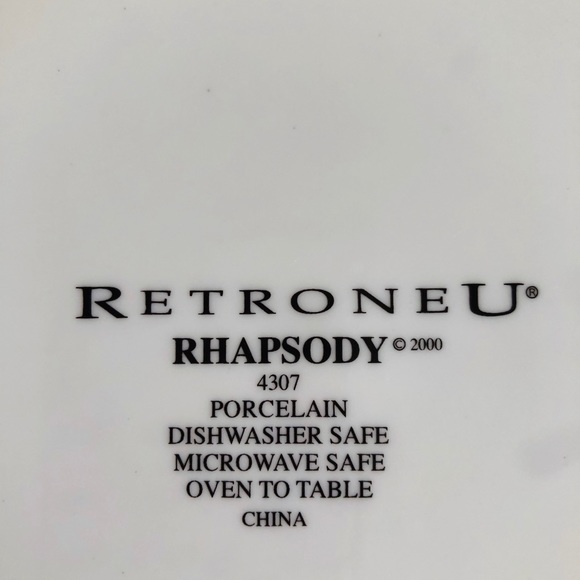 RETRONEU®
RHAPSODY © 2000
4307
PORCELAIN
DISHWASHER SAFE
MICROWAVE SAFE
OVEN TO TABLE
CHINA